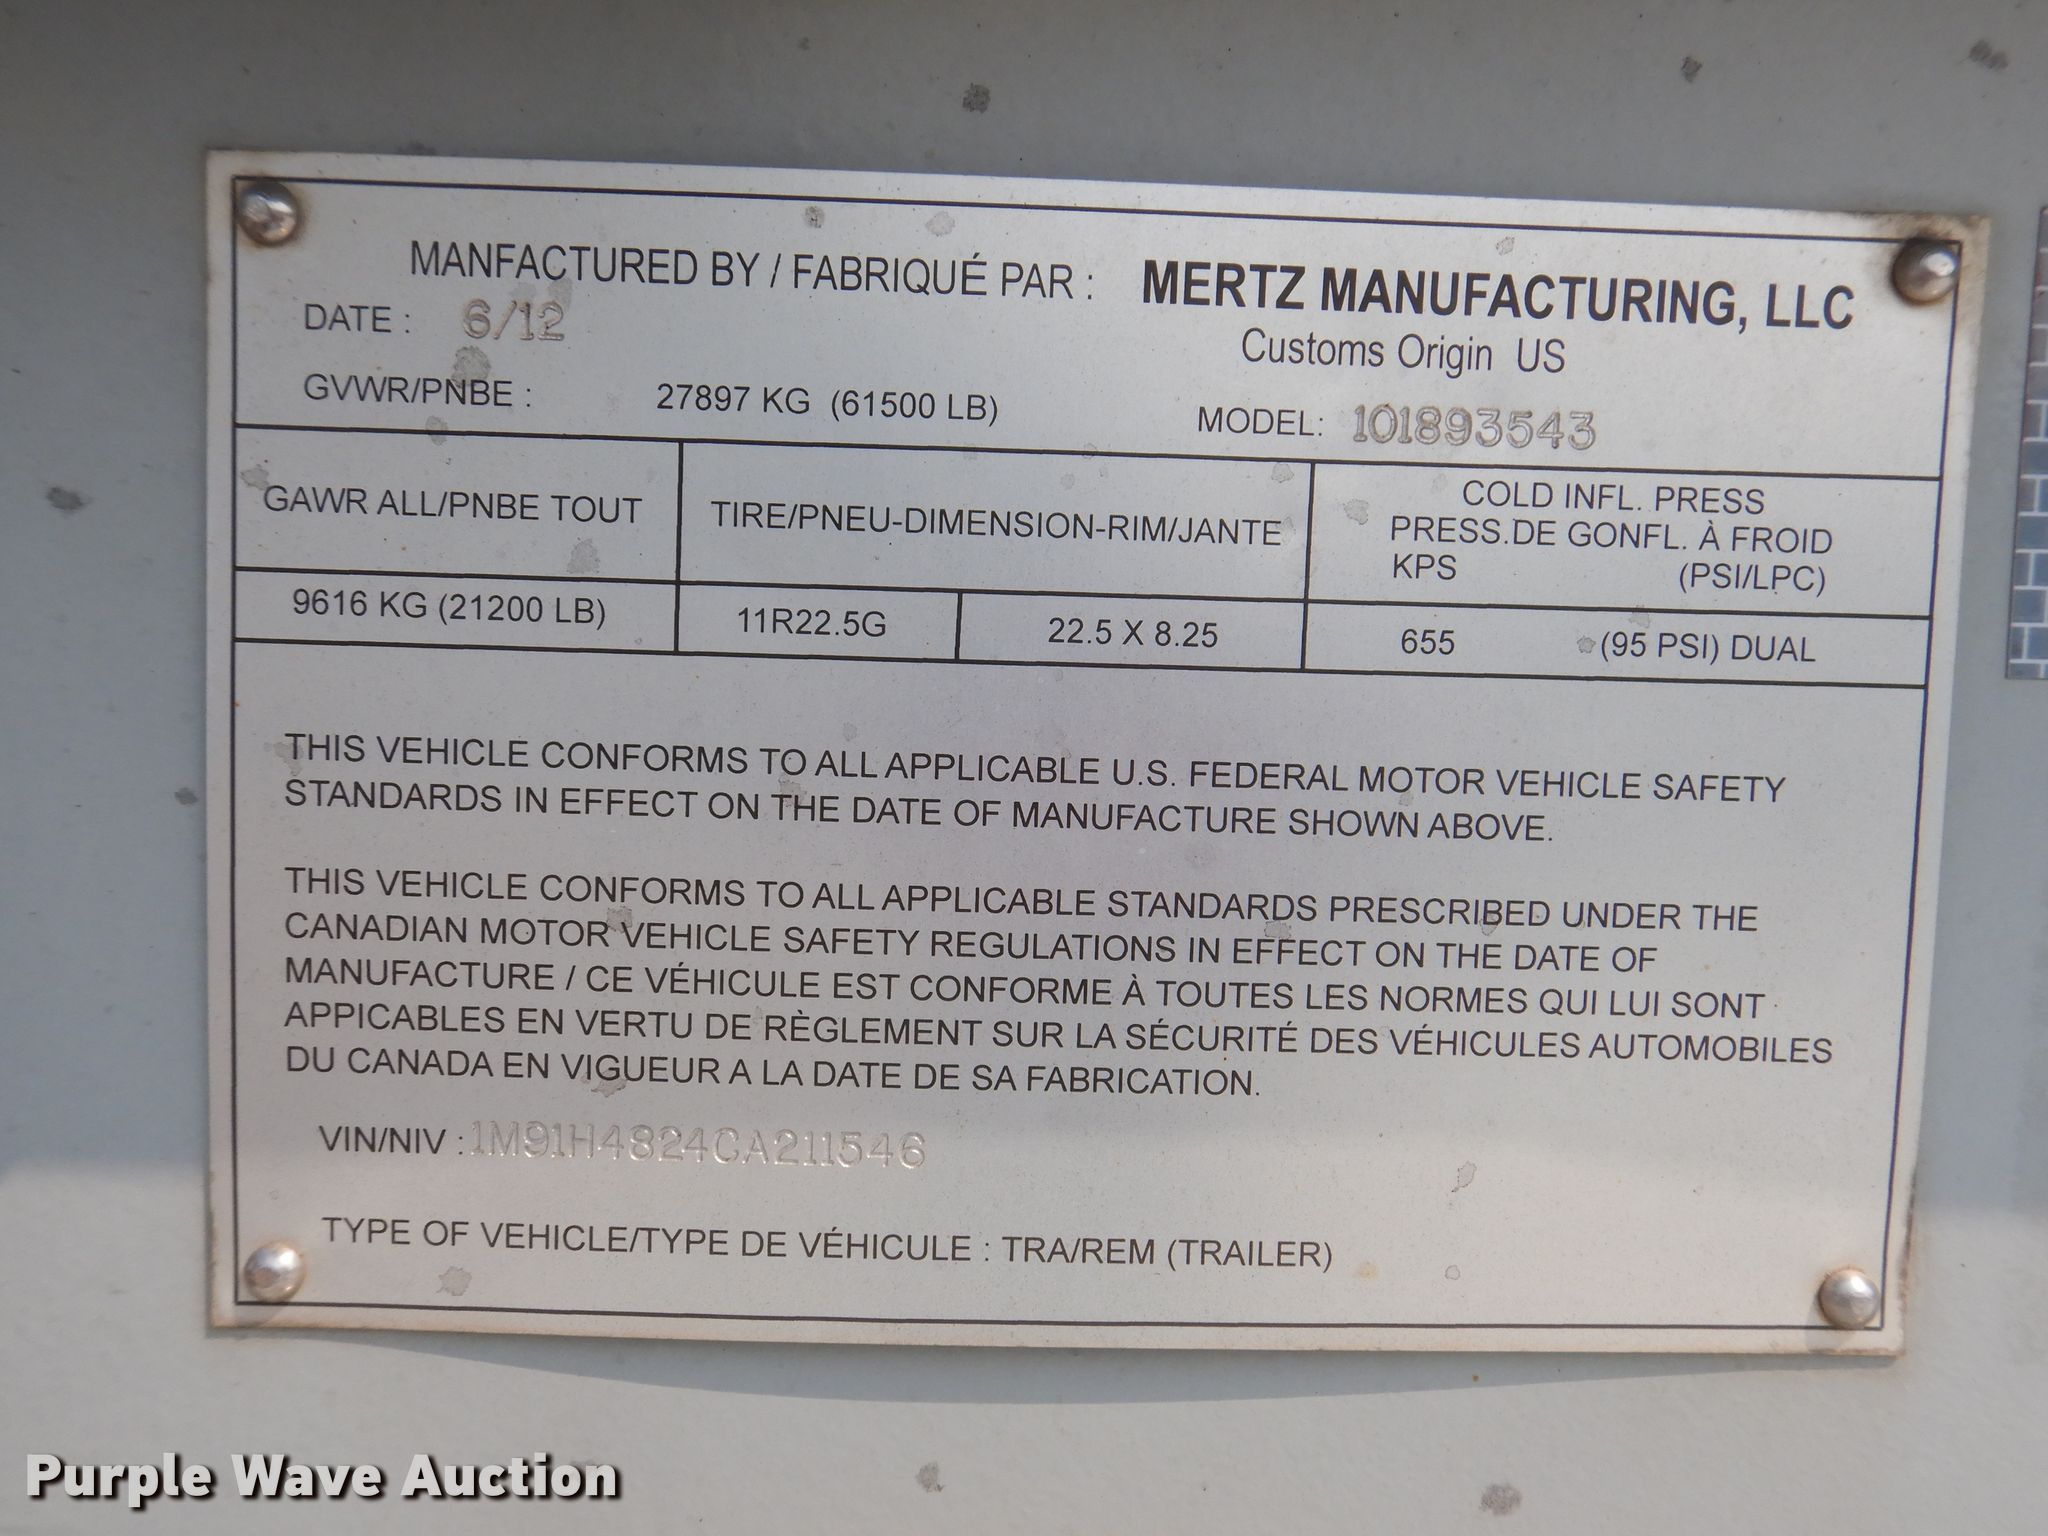 MANFACTURED BY / FABRIQUÉ PAR : MERTZ MANUFACTURING, LLC
DATE : 6/12 Customs Origin US
GVWR/PNBE : 27897 KG (61500 LB) MODEL: 101893543
GAWR ALL/PNBE TOUT TIRE/PNEU-DIMENSION-RIM/JANTE COLD INFL. PRESS
PRESS.DE GONFL. À FROID
KPS (PSI/LPC)
9616 KG (21200 LB) 11R22.5G 22.5 X 8.25 655 (95 PSI) DUAL
THIS VEHICLE CONFORMS TO ALL APPLICABLE U.S. FEDERAL MOTOR VEHICLE SAFETY
STANDARDS IN EFFECT ON THE DATE OF MANUFACTURE SHOWN ABOVE.
THIS VEHICLE CONFORMS TO ALL APPLICABLE STANDARDS PRESCRIBED UNDER THE
CANADIAN MOTOR VEHICLE SAFETY REGULATIONS IN EFFECT ON THE DATE OF
MANUFACTURE / CE VÉHICULE EST CONFORME À TOUTES LES NORMES QUI LUI SONT
APPICABLES EN VERTU DE RÈGLEMENT SUR LA SÉCURITÉ DES VÉHICULES AUTOMOBILES
DU CANADA EN VIGUEUR A LA DATE DE SA FABRICATION.
VIN/NIV : 1M91H4824CA211546
TYPE OF VEHICLE/TYPE DE VÉHICULE : TRA/REM (TRAILER)
Purple Wave Auction